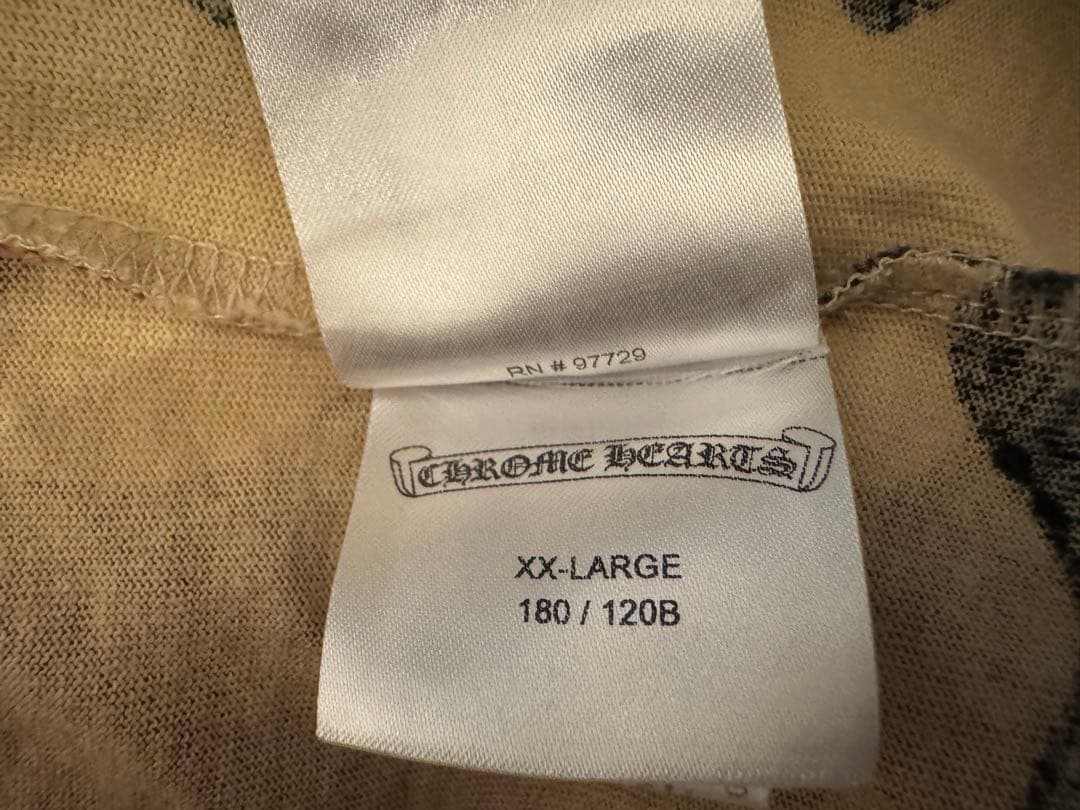 RN # 97729
CHROME HEARTS
XX-LARGE
180 / 120B